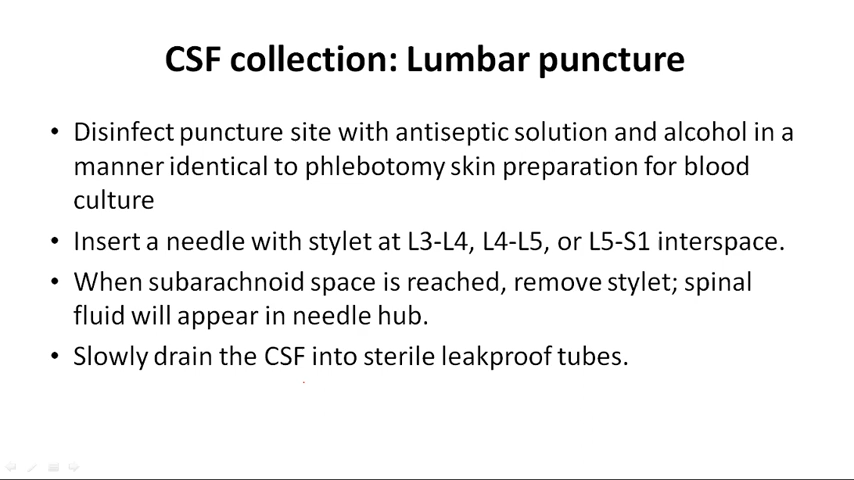 CSF collection: Lumbar puncture
• Disinfect puncture site with antiseptic solution and alcohol in a
manner identical to phlebotomy skin preparation for blood
culture
• Insert a needle with stylet at L3-L4, L4-L5, or L5-S1 interspace.
• When subarachnoid space is reached, remove stylet; spinal
fluid will appear in needle hub.
• Slowly drain the CSF into sterile leakproof tubes.